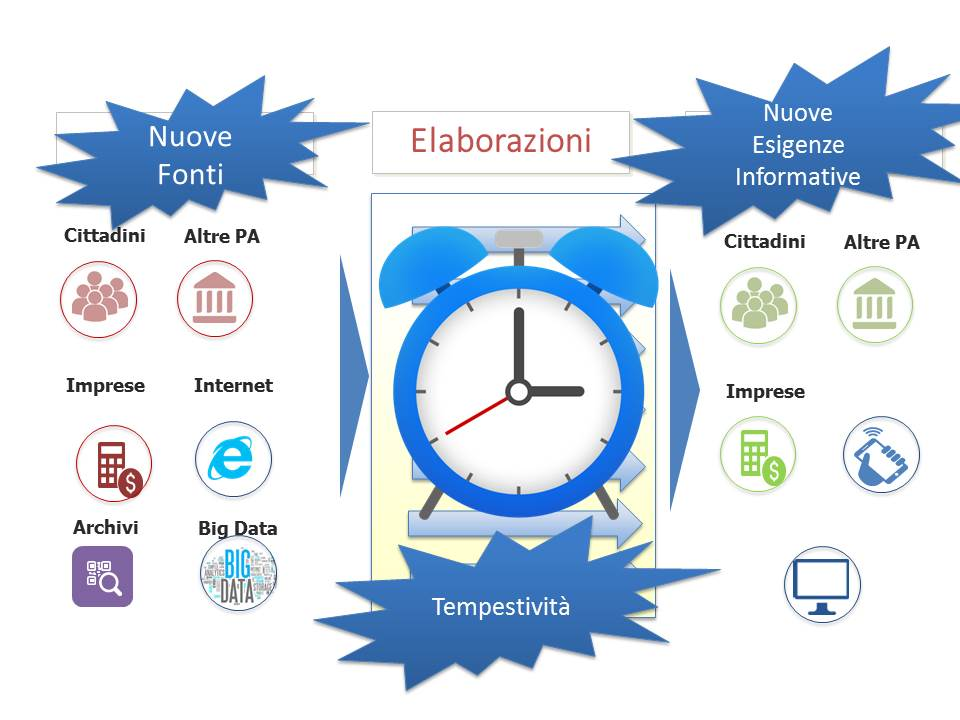 Nuove
Fonti
Elaborazioni
Nuove
Esigenze
Informative
Cittadini
Altre PA
Cittadini
Altre PA
Imprese
Internet
Imprese
$
$
Archivi
Big Data
BIG
DATA
Tempestività